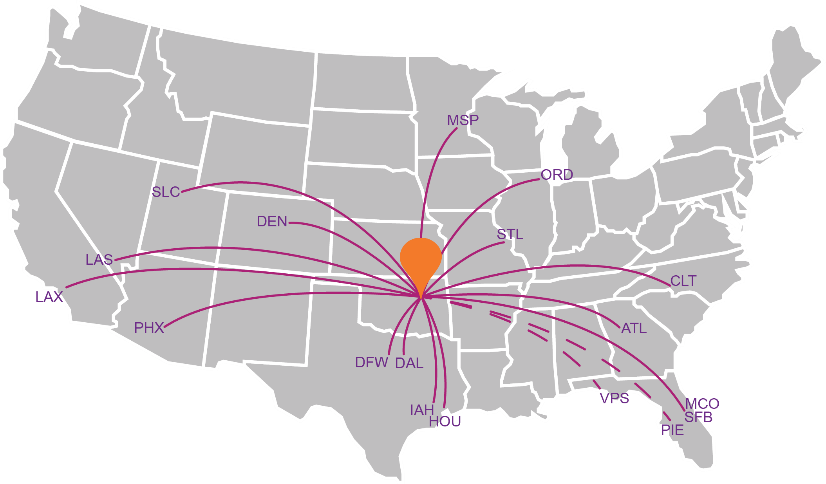 MSP
ORD
SLC
DEN
STL
LAS
CLT
LAX
PHX
ATL
DFW
DAL
VPS
MCO
IAH
SFB
HOU
PIE